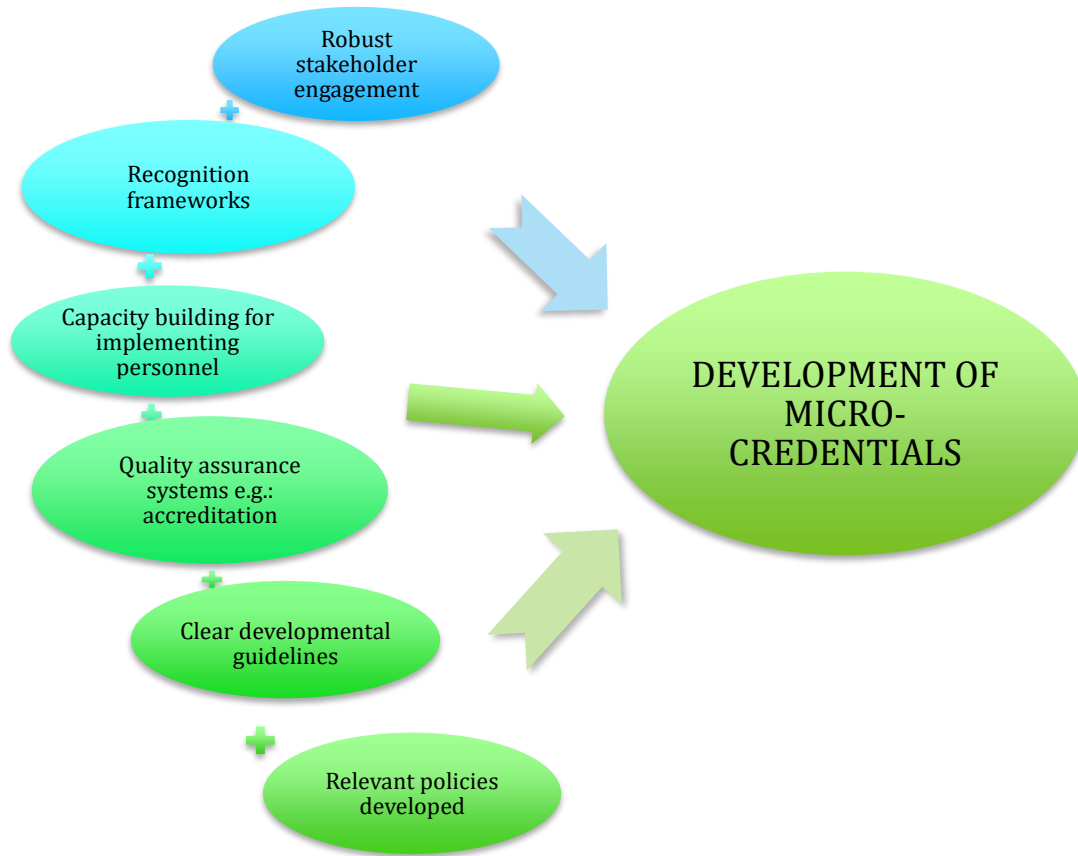 Robust
stakeholder
engagement
Recognition
frameworks
Capacity building for
implementing
personnel
Quality assurance
systems e.g.:
accreditation
Clear developmental
guidelines
Relevant policies
developed
DEVELOPMENT OF
MICRO-
CREDENTIALS